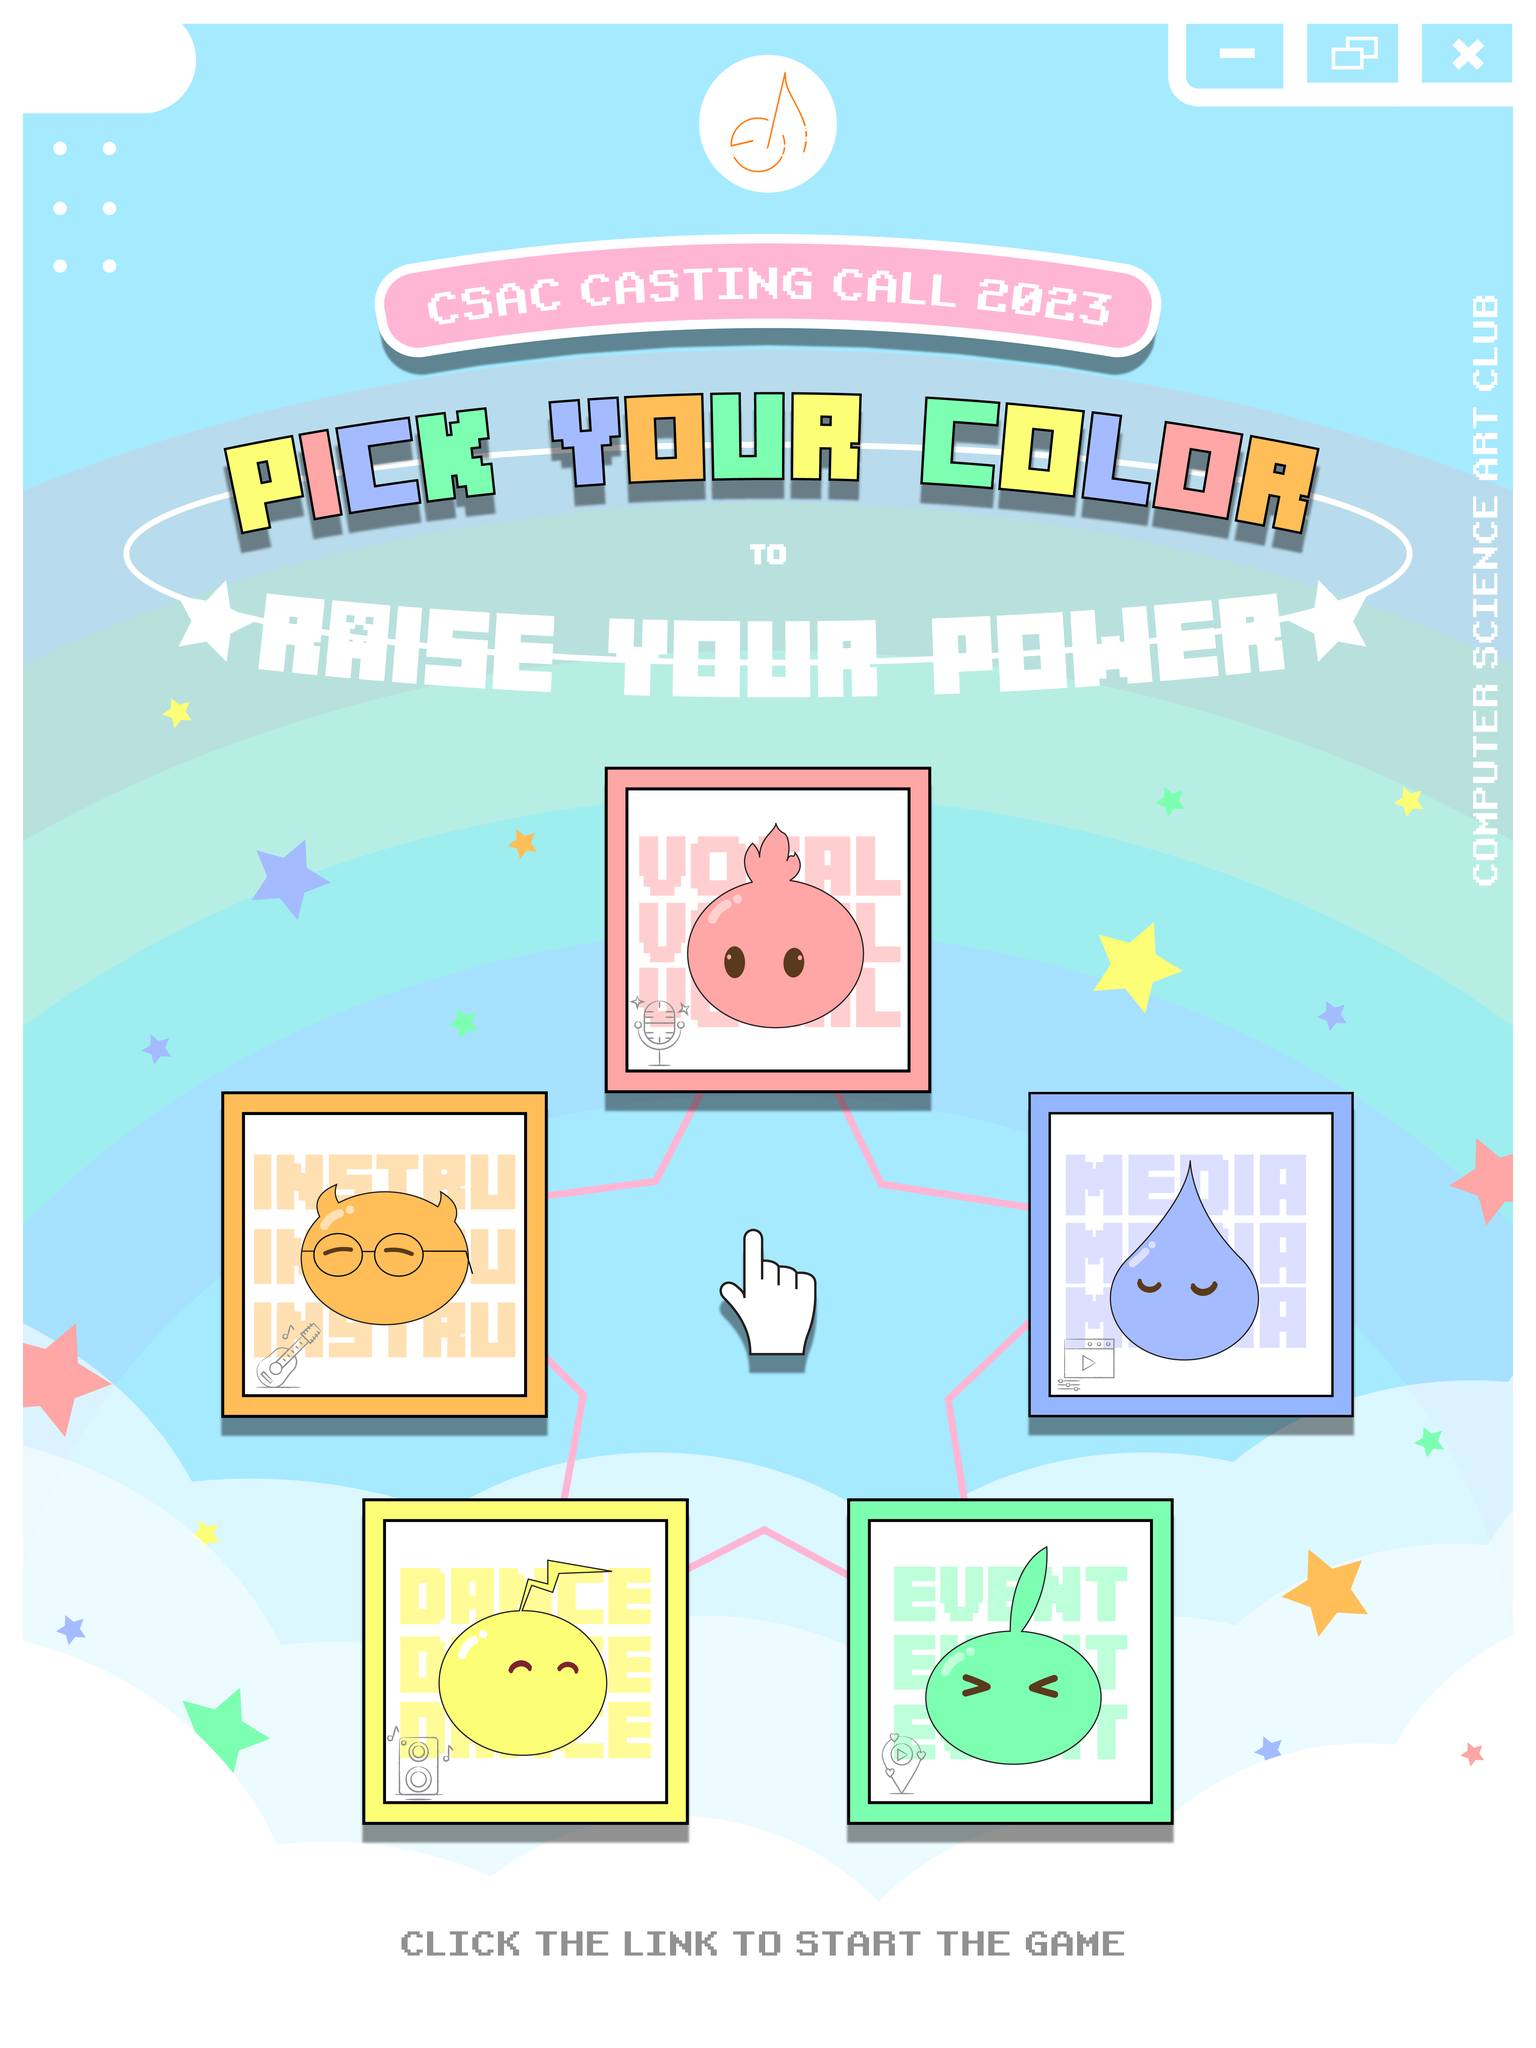 CSAC CASTING CALL 2023
PICK YOUR COLOR
TO
RAISE YOUR POWER
COMPUTER SCIENCE ART CLUB
VOCAL
VOCAL
VOCAL
INSTRU
INSTRU
INSTRU
MEDIA
MEDIA
MEDIA
DANCE
DANCE
DANCE
EVENT
EVENT
EVENT
CLICK THE LINK TO START THE GAME